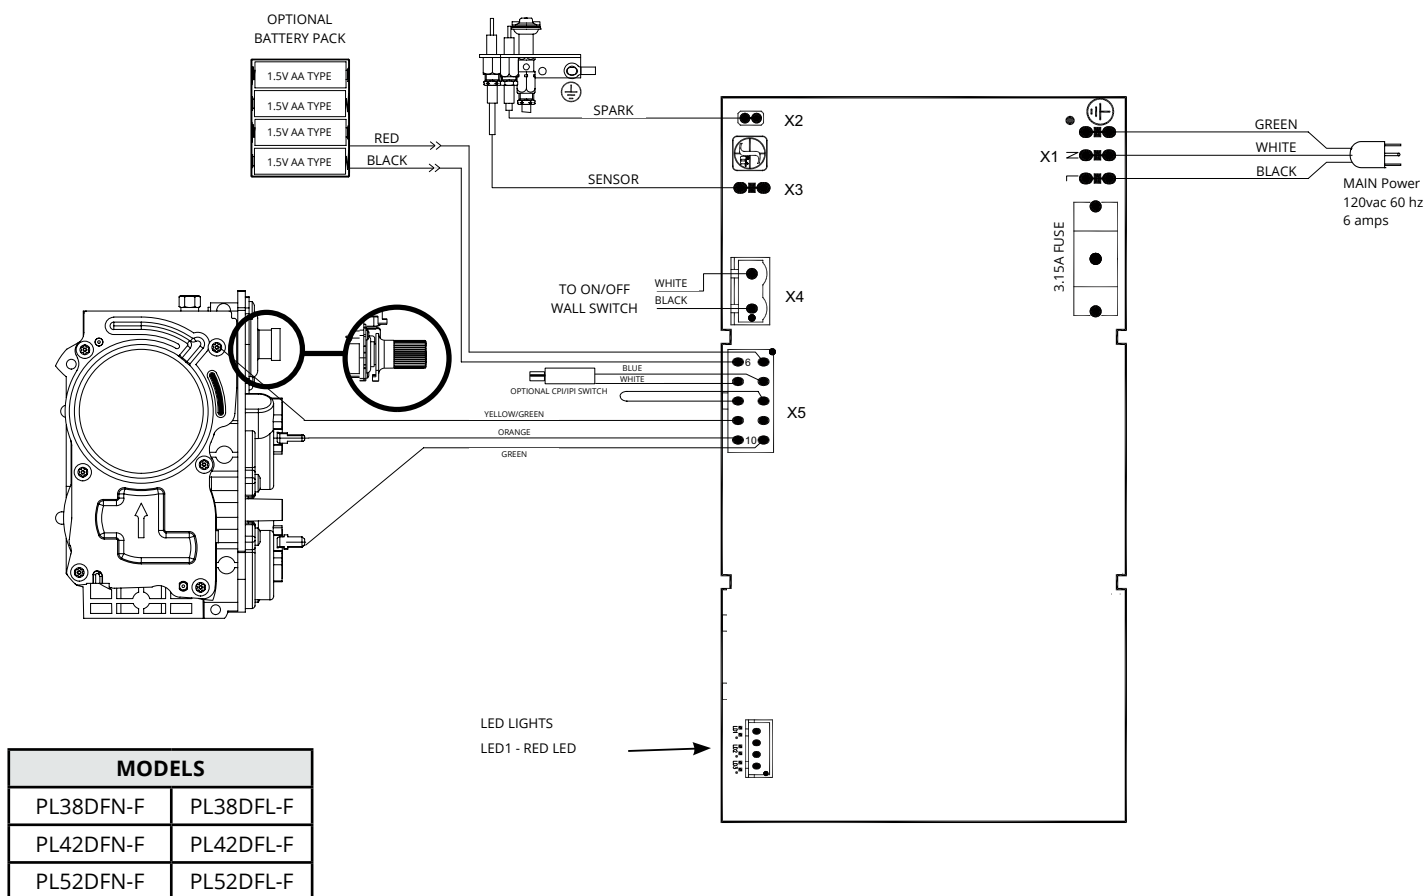 OPTIONAL
BATTERY PACK
1.5V AA TYPE
1.5V AA TYPE
1.5V AA TYPE
1.5V AA TYPE
RED
BLACK
SPARK
SENSOR
X2
X3
X1
N
L
GREEN
WHITE
BLACK
MAIN Power
120vac 60 hz
6 amps
3.15A FUSE
TO ON/OFF
WALL SWITCH
WHITE
BLACK
X4
BLUE
WHITE
OPTIONAL CPI/IPI SWITCH
YELLOW/GREEN
ORANGE
GREEN
6
10
X5
LED LIGHTS
LED1 - RED LED
MODELS
PL38DFN-F PL38DFL-F
PL42DFN-F PL42DFL-F
PL52DFN-F PL52DFL-F